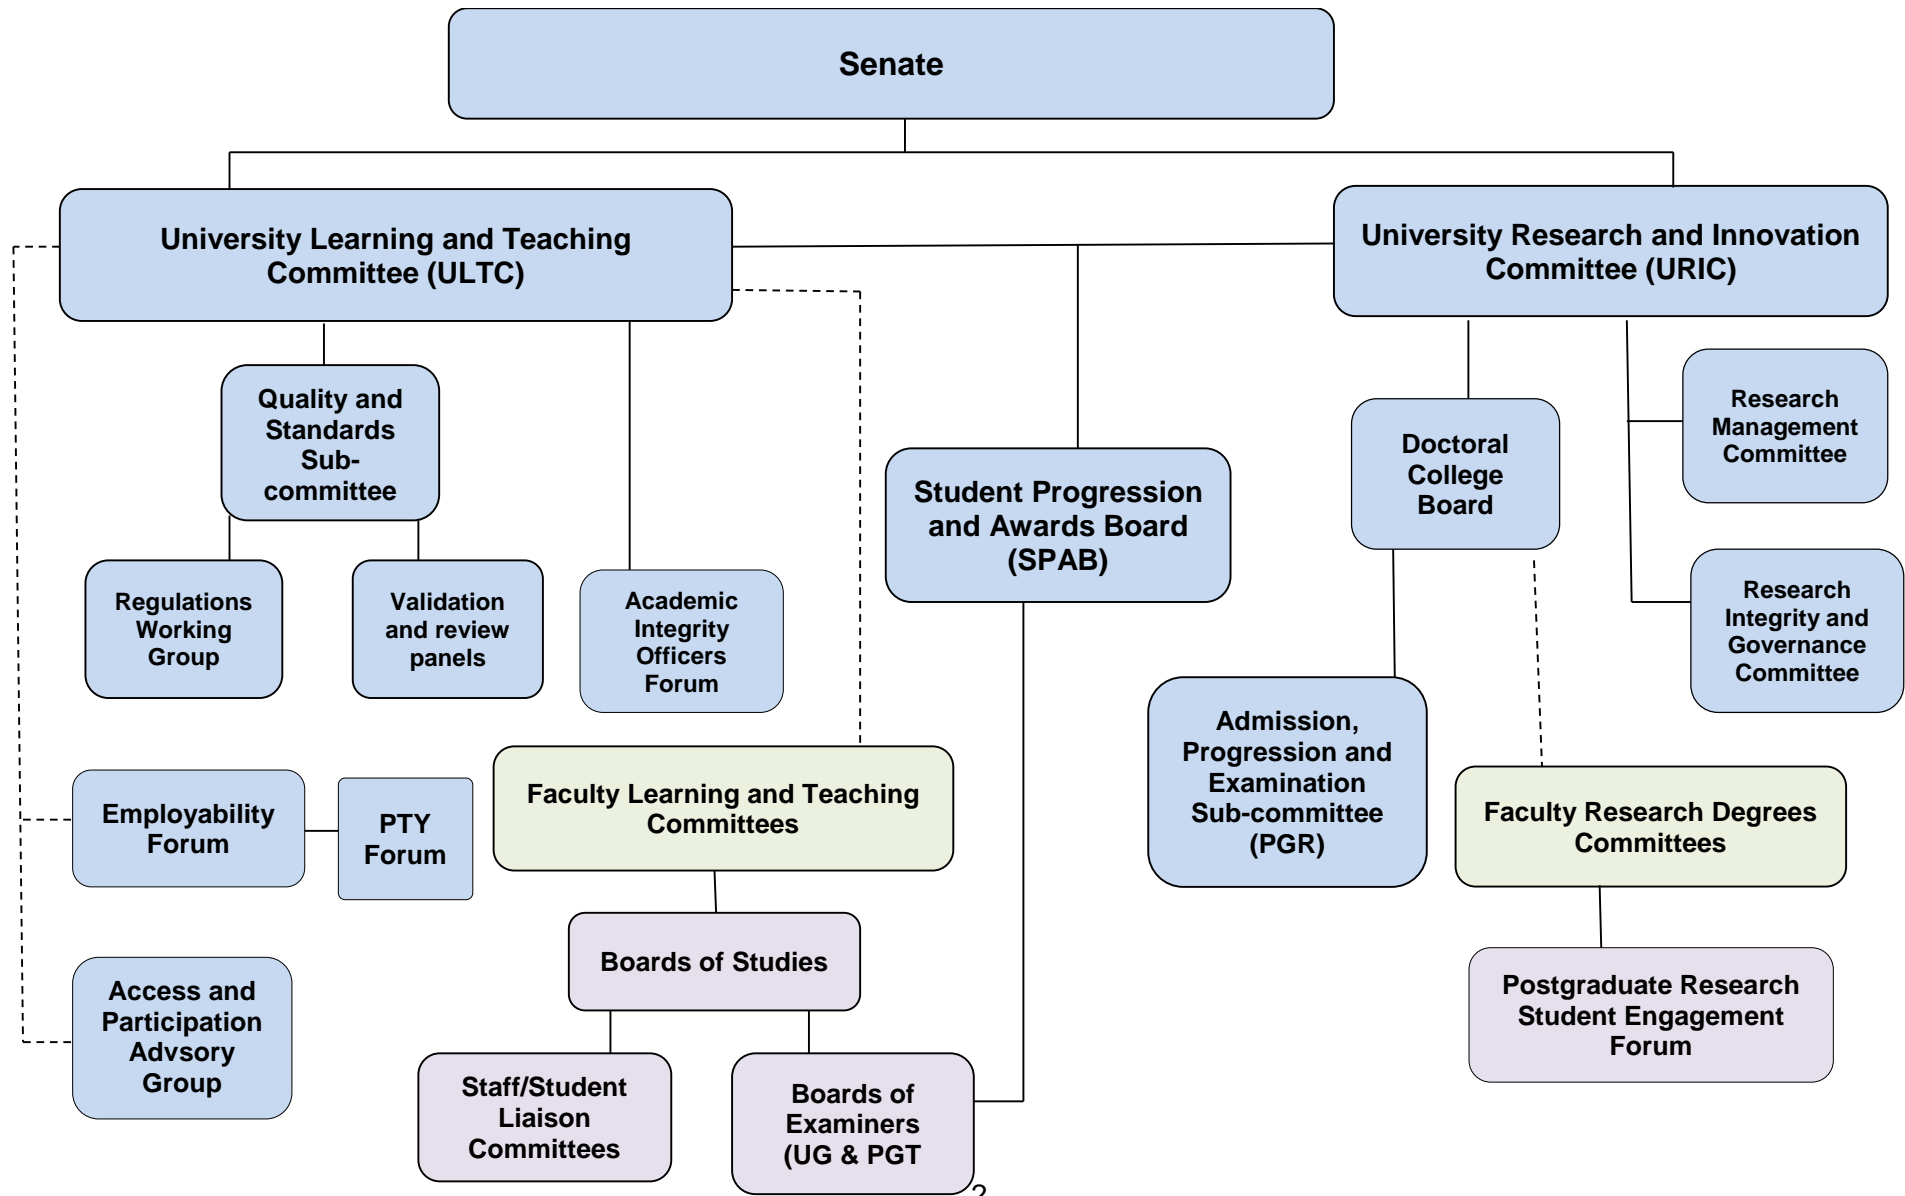 Senate
University Learning and Teaching
Committee (ULTC)
University Research and Innovation
Committee (URIC)
Quality and
Standards
Sub-
committee
Research
Management
Committee
Doctoral
College
Board
Student Progression
and Awards Board
(SPAB)
Regulations
Working
Group
Validation
and review
panels
Academic
Integrity
Officers
Forum
Research
Integrity and
Governance
Committee
Admission,
Progression and
Examination
Sub-committee
(PGR)
Employability
Forum
PTY
Forum
Faculty Learning and Teaching
Committees
Faculty Research Degrees
Committees
Boards of Studies
Access and
Participation
Advsory
Group
Postgraduate Research
Student Engagement
Forum
Staff/Student
Liaison
Committees
Boards of
Examiners
(UG & PGT
2